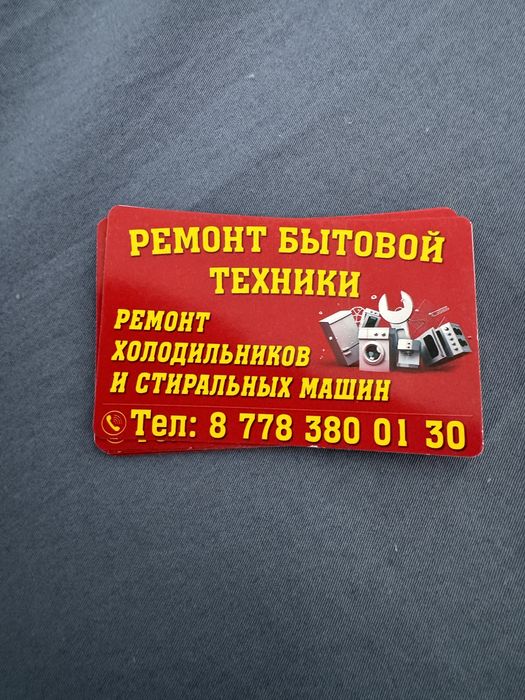 РЕМОНТ БЫТОВОЙ
ТЕХНИКИ
РЕМОНТ
ХОЛОДИЛЬНИКОВ
И СТИРАЛЬНЫХ МАШИН
Тел: 8 778 380 01 30